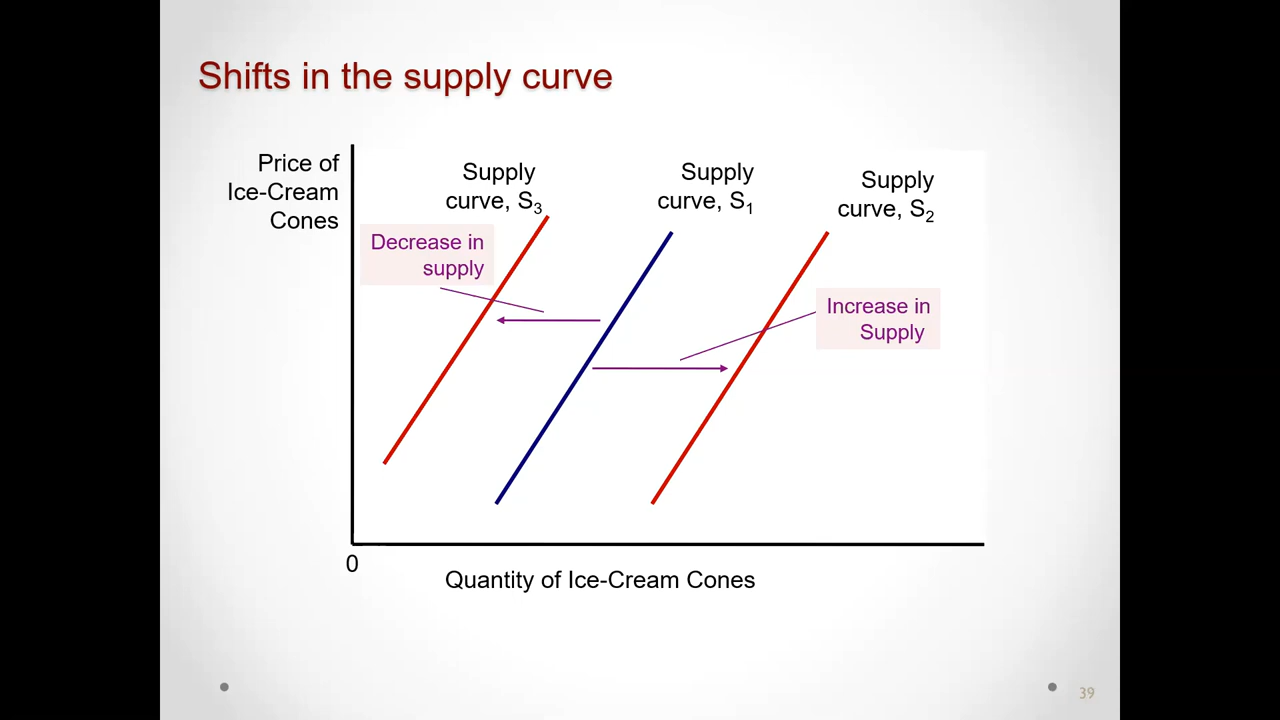 Shifts in the supply curve
Price of
Ice-Cream
Cones
Supply
curve, S₃
Supply
curve, S₁
Supply
curve, S₂
Decrease in
supply
Increase in
Supply
0
Quantity of Ice-Cream Cones
39